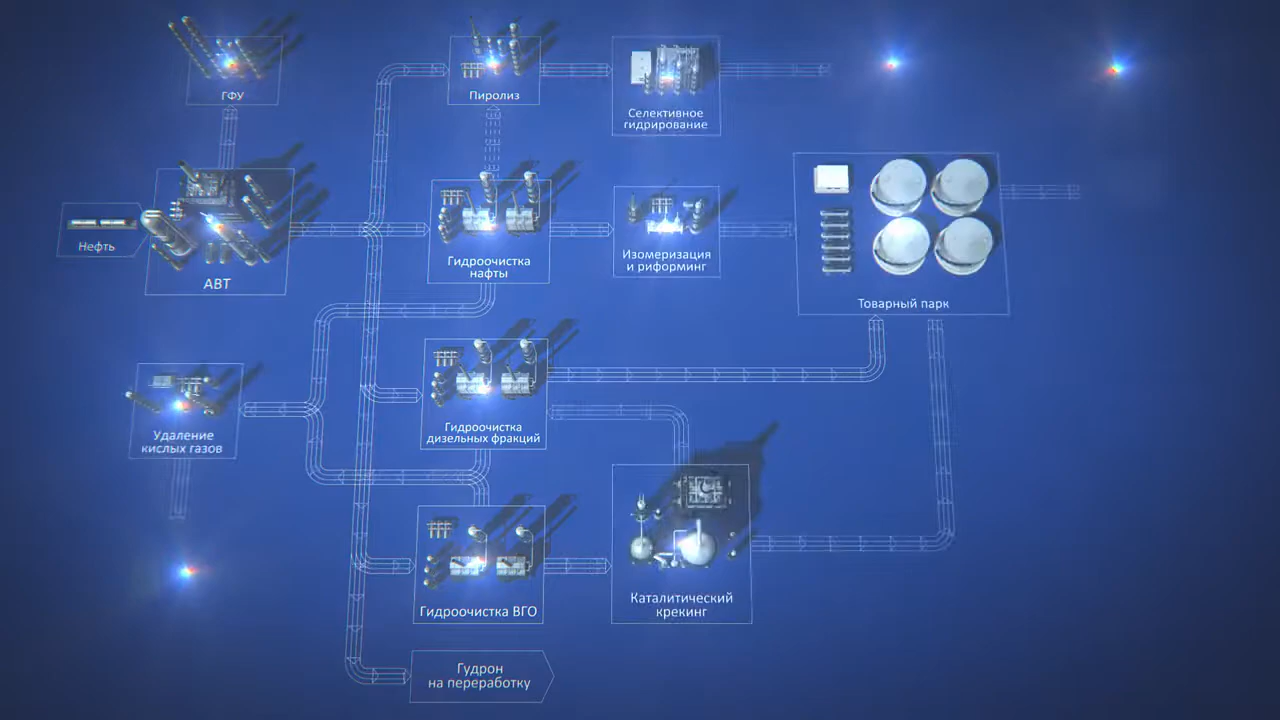 ГФУ
Пиролиз
Селективное
гидрирование
Нефть
АВТ
Гидроочистка
нафты
Изомеризация
и риформинг
Товарный парк
Удаление
кислых газов
Гидроочистка
дизельных фракций
Гидроочистка ВГО
Каталитический
крекинг
Гудрон
на переработку